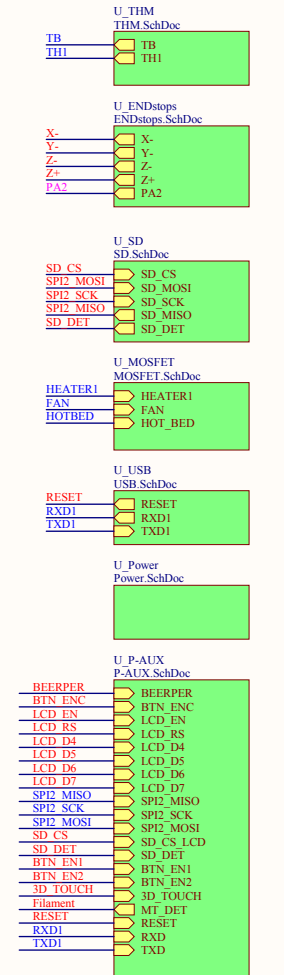 U_THM
THM.SchDoc
TB TB
TH1 TH1
U_ENDstops
ENDstops.SchDoc
X- X-
Y- Y-
Z- Z-
Z+ Z+
PA2 PA2
U_SD
SD.SchDoc
SD_CS SD_CS
SPI2_MOSI SD_MOSI
SPI2_SCK SD_SCK
SPI2_MISO SD_MISO
SD_DET SD_DET
U_MOSFET
MOSFET.SchDoc
HEATER1 HEATER1
FAN FAN
HOTBED HOT_BED
U_USB
USB.SchDoc
RESET RESET
RXD1 RXD1
TXD1 TXD1
U_Power
Power.SchDoc
U_P-AUX
P-AUX.SchDoc
BEERPER BEERPER
BTN_ENC BTN_ENC
LCD_EN LCD_EN
LCD_RS LCD_RS
LCD_D4 LCD_D4
LCD_D5 LCD_D5
LCD_D6 LCD_D6
LCD_D7 LCD_D7
SPI2_MISO SPI2_MISO
SPI2_SCK SPI2_SCK
SPI2_MOSI SPI2_MOSI
SD_CS SD_CS_LCD
SD_DET SD_DET
BTN_EN1 BTN_EN1
BTN_EN2 BTN_EN2
3D_TOUCH 3D_TOUCH
Filament MT_DET
RESET RESET
RXD1 RXD
TXD1 TXD